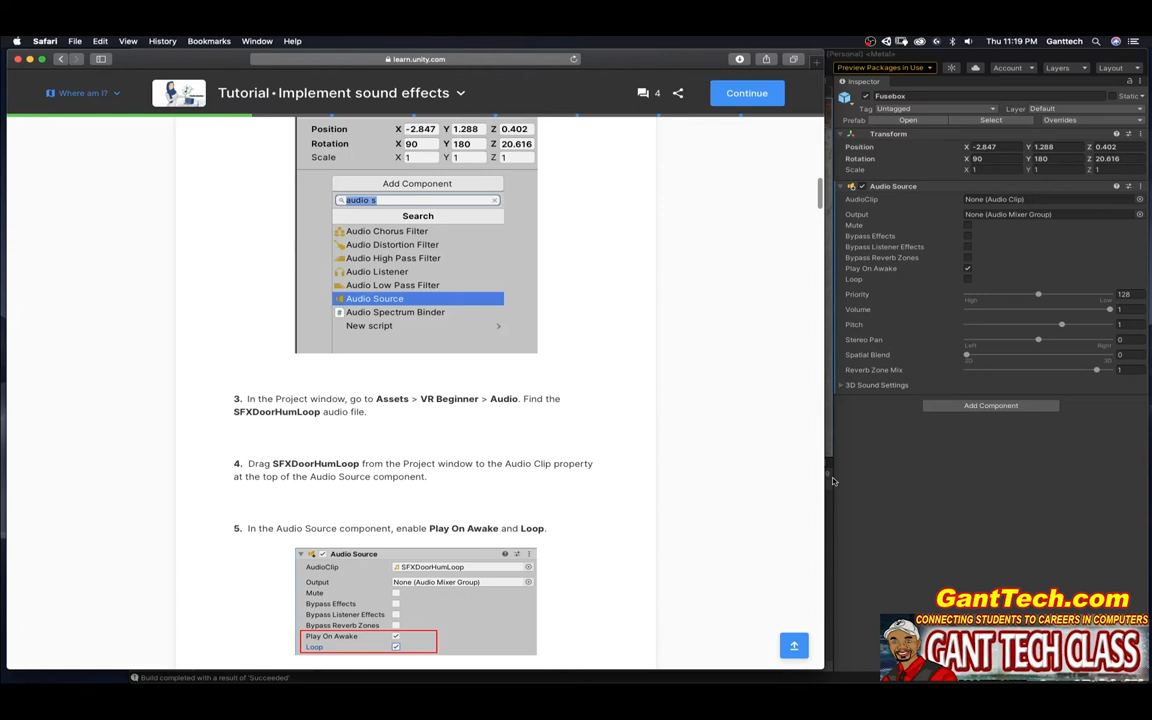 Safari File Edit View History Bookmarks Window Help
Thu 11:19 PM Ganttech
learn.unity.com
[Personal] <Metal>
Preview Packages in Use
Account
Layers
Layout
Where am I?
Tutorial • Implement sound effects
4
Continue
Position X -2.847 Y 1.288 Z 0.402
Rotation X 90 Y 180 Z 20.616
Scale X 1 Y 1 Z 1
Add Component
audio s
Search
Audio Chorus Filter
Audio Distortion Filter
Audio High Pass Filter
Audio Listener
Audio Low Pass Filter
Audio Source
Audio Spectrum Binder
New script
3. In the Project window, go to Assets > VR Beginner > Audio. Find the
SFXDoorHumLoop audio file.
4. Drag SFXDoorHumLoop from the Project window to the Audio Clip property
at the top of the Audio Source component.
5. In the Audio Source component, enable Play On Awake and Loop.
Audio Source
AudioClip SFXDoorHumLoop
Output None (Audio Mixer Group)
Mute
Bypass Effects
Bypass Listener Effects
Bypass Reverb Zones
Play On Awake
Loop
Inspector
Fusebox Static
Tag Untagged Layer Default
Prefab Open Select Overrides
Transform
Position X -2.847 Y 1.288 Z 0.402
Rotation X 90 Y 180 Z 20.616
Scale X 1 Y 1 Z 1
Audio Source
AudioClip None (Audio Clip)
Output None (Audio Mixer Group)
Mute
Bypass Effects
Bypass Listener Effects
Bypass Reverb Zones
Play On Awake
Loop
Priority 128
High Low
Volume 1
Pitch 1
Stereo Pan 0
Left Right
Spatial Blend 0
2D 3D
Reverb Zone Mix 1
3D Sound Settings
Add Component
Build completed with a result of 'Succeeded'
GantTech.com
CONNECTING STUDENTS TO CAREERS IN COMPUTERS
GANT TECH CLASS